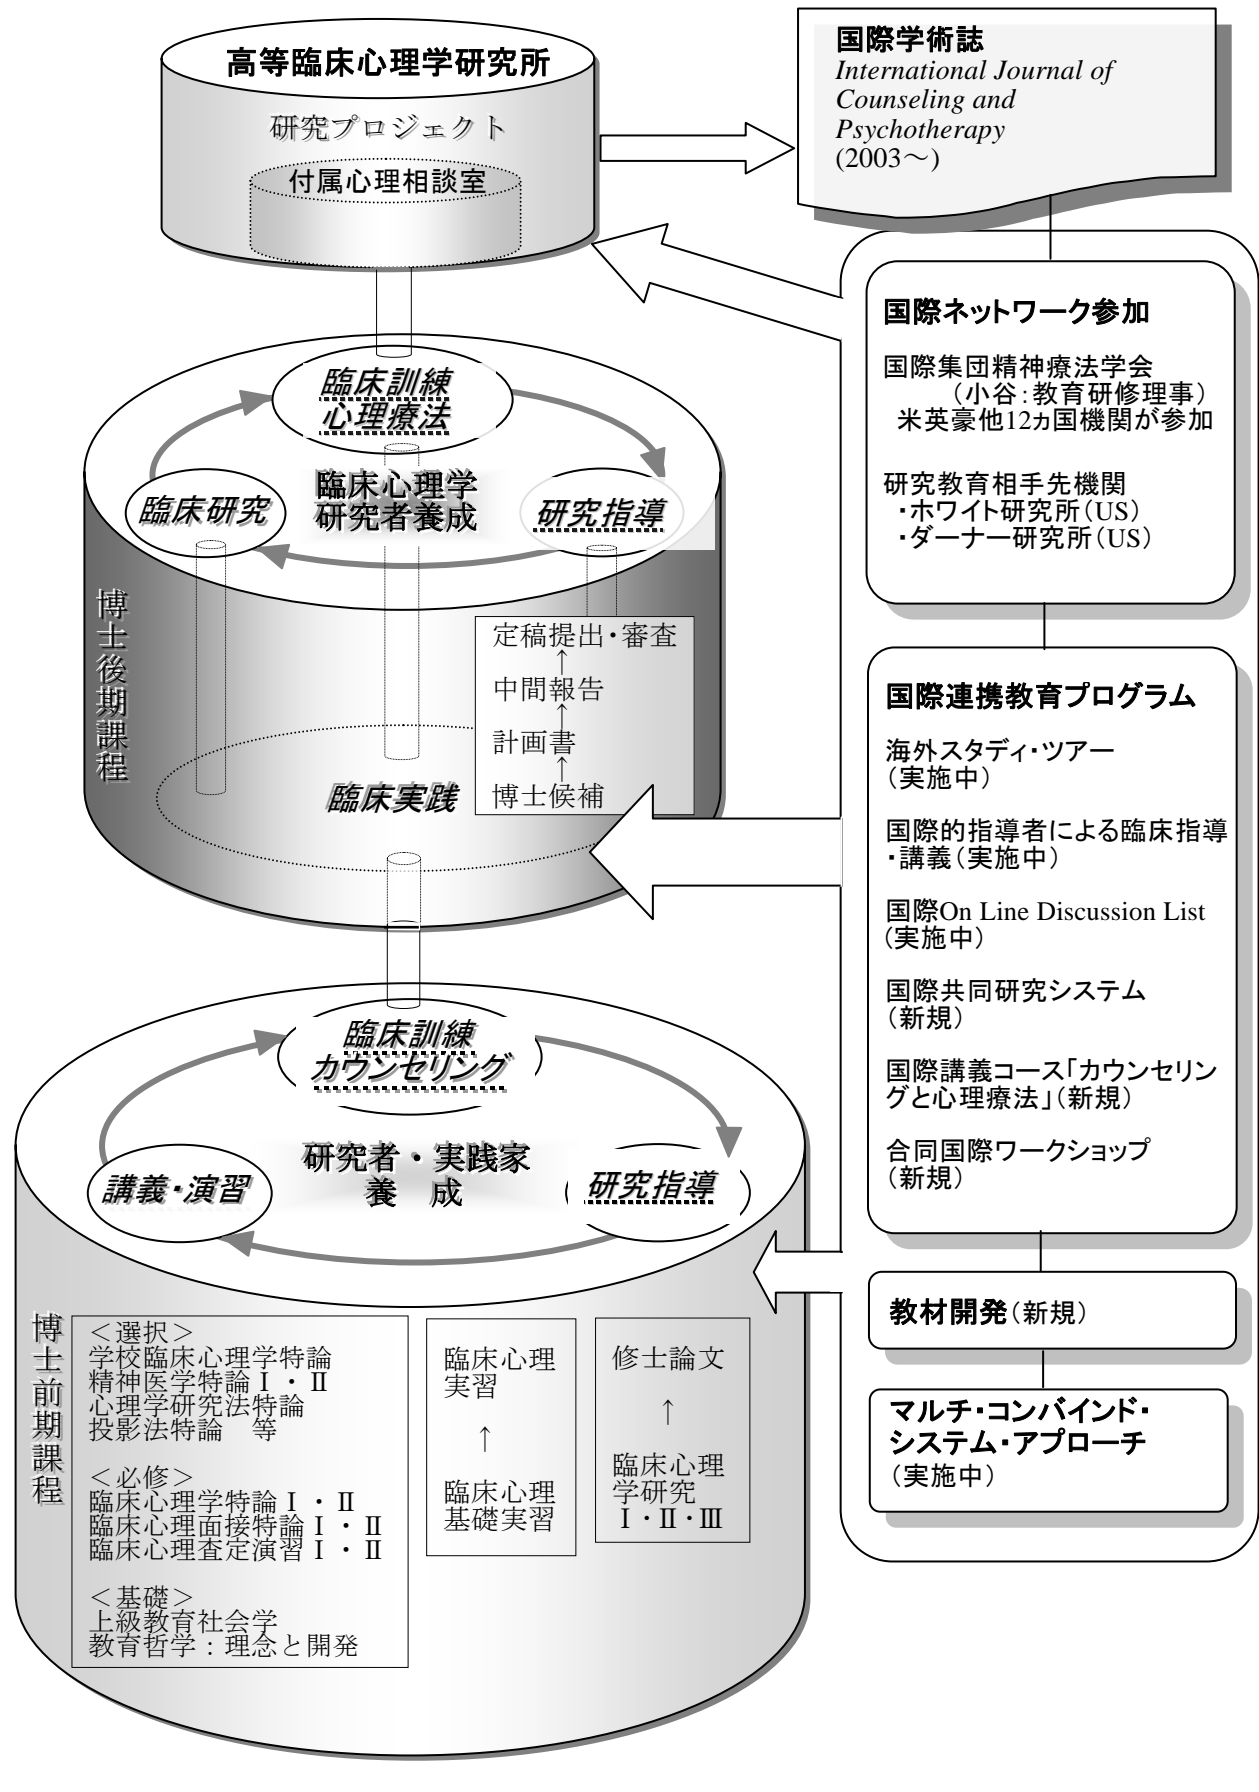 高等臨床心理学研究所
研究プロジェクト
付属心理相談室
国際学術誌
International Journal of
Counseling and
Psychotherapy
(2003～)
臨床訓練
心理療法
臨床研究
臨床心理学
研究者養成
研究指導
博士後期課程
定稿提出・審査
↑
中間報告
↑
計画書
↑
博士候補
臨床実践
臨床訓練
カウンセリング
講義・演習
研究者・実践家
養　成
研究指導
博士前期課程
＜選択＞
学校臨床心理学特論
精神医学特論Ⅰ・Ⅱ
心理学研究法特論
投影法特論　等
＜必修＞
臨床心理学特論Ⅰ・Ⅱ
臨床心理面接特論Ⅰ・Ⅱ
臨床心理査定演習Ⅰ・Ⅱ
＜基礎＞
上級教育社会学
教育哲学：理念と開発
臨床心理
実習
↑
臨床心理
基礎実習
修士論文
↑
臨床心理
学研究
Ⅰ・Ⅱ・Ⅲ
国際ネットワーク参加
国際集団精神療法学会
（小谷：教育研修理事）
米英豪他12ヵ国機関が参加
研究教育相手先機関
・ホワイト研究所（US）
・ダーナー研究所（US）
国際連携教育プログラム
海外スタディ・ツアー
（実施中）
国際的指導者による臨床指導
・講義（実施中）
国際On Line Discussion List
（実施中）
国際共同研究システム
（新規）
国際講義コース「カウンセリン
グと心理療法」（新規）
合同国際ワークショップ
（新規）
教材開発（新規）
マルチ・コンバインド・
システム・アプローチ
（実施中）